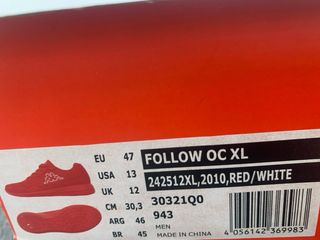 EU 47
USA 13
UK 12
CM 30,3
ARG 46
BR 45
FOLLOW OC XL
242512XL,2010,RED/WHITE
30321Q0
943
MEN
MADE IN CHINA
4 056142 369983
Kappa